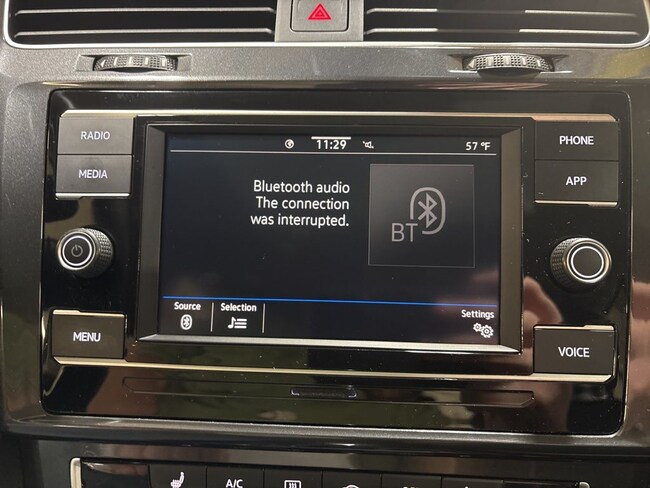 RADIO
MEDIA
MENU
11:29
57 °F
Bluetooth audio
The connection
was interrupted.
BT
Source
Selection
Settings
PHONE
APP
VOICE
A/C